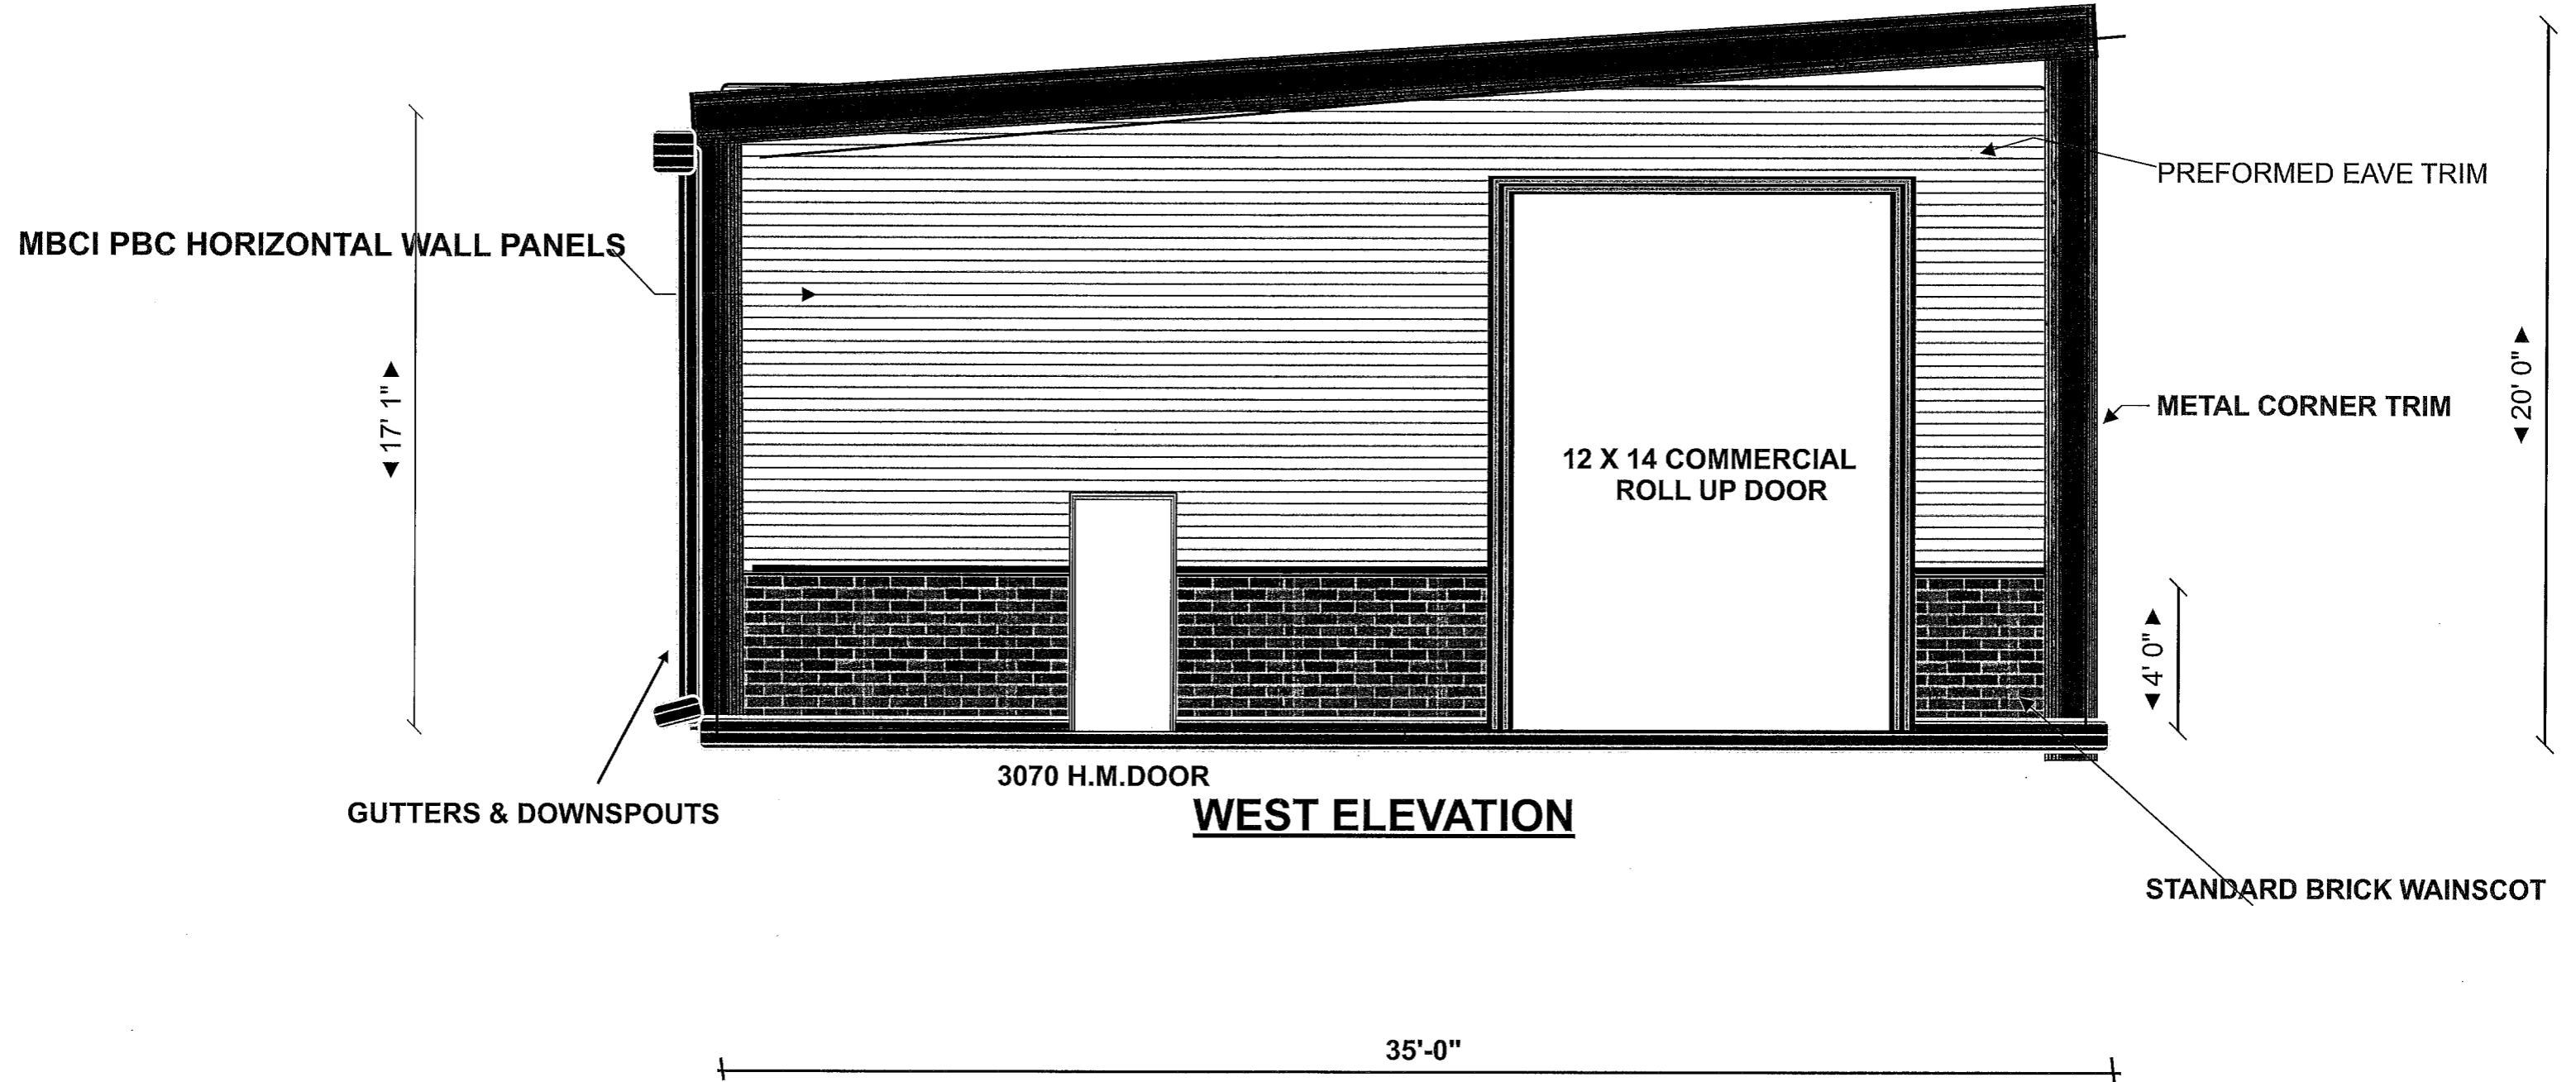 PREFORMED EAVE TRIM
MBCI PBC HORIZONTAL WALL PANELS
17' 1"
20' 0"
METAL CORNER TRIM
12 X 14 COMMERCIAL
ROLL UP DOOR
4' 0"
3070 H.M.DOOR
GUTTERS & DOWNSPOUTS
WEST ELEVATION
STANDARD BRICK WAINSCOT
35'-0"